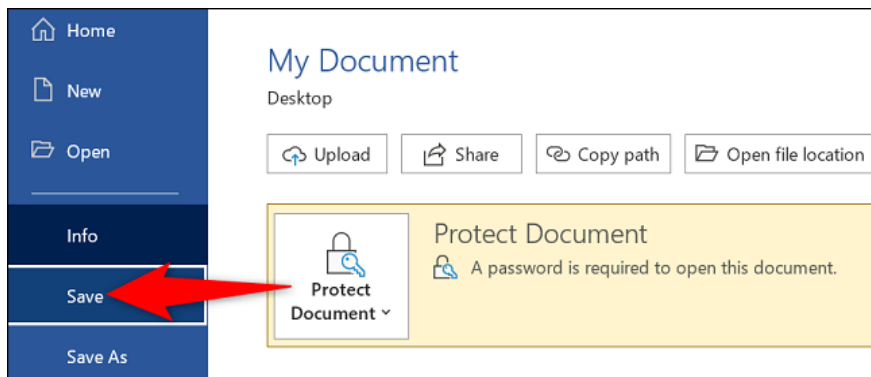 Home
New
Open
Info
Save
Save As
My Document
Desktop
Upload
Share
Copy path
Open file location
Protect
Document
Protect Document
A password is required to open this document.